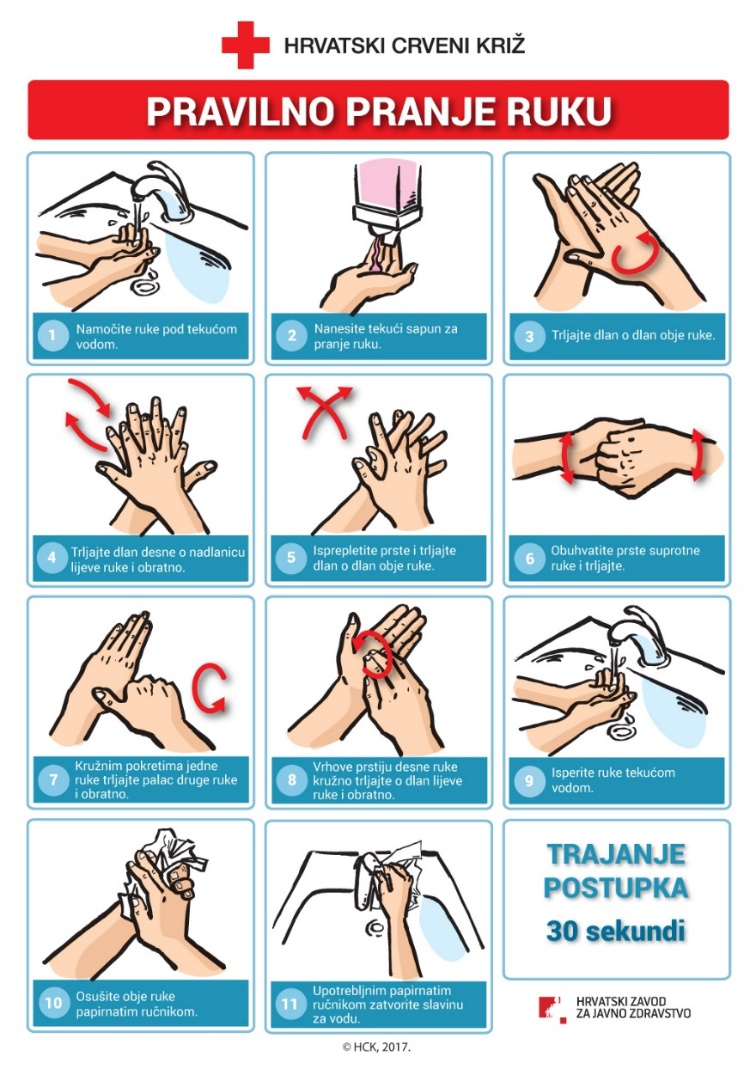 HRVATSKI CRVENI KRIŽ
PRAVILNO PRANJE RUKU
1 Namočite ruke pod tekućom
vodom.
2 Nanesite tekući sapun za
pranje ruku.
3 Trljajte dlan o dlan obje ruke.
4 Trljajte dlan desne o nadlanicu
lijeve ruke i obratno.
5 Isprepletite prste i trljajte
dlan o dlan obje ruke.
6 Obuhvatite prste suprotne
ruke i trljajte.
7 Kružnim pokretima jedne
ruke trljajte palac druge ruke
i obratno.
8 Vrhove prstiju desne ruke
kružno trljajte o dlan lijeve
ruke i obratno.
9 Isperite ruke tekućom
vodom.
10 Osušite obje ruke
papirnatim ručnikom.
11 Upotrebljnim papirnatim
ručnikom zatvorite slavinu
za vodu.
TRAJANJE
POSTUPKA
30 sekundi
HRVATSKI ZAVOD
ZA JAVNO ZDRAVSTVO
© HCK, 2017.